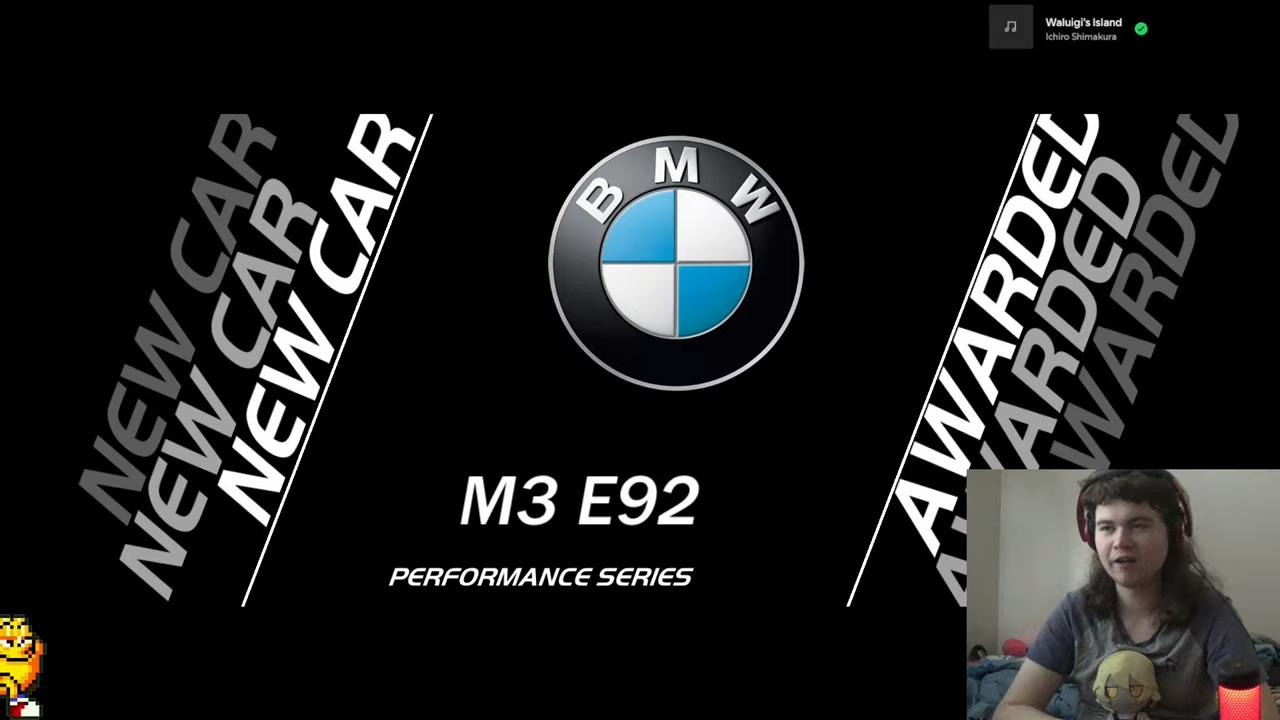 Waluigi's Island
Ichiro Shimakura
NEW CAR
NEW CAR
NEW CAR
BMW
AWARDED
AWARDED
AWARDED
M3 E92
PERFORMANCE SERIES